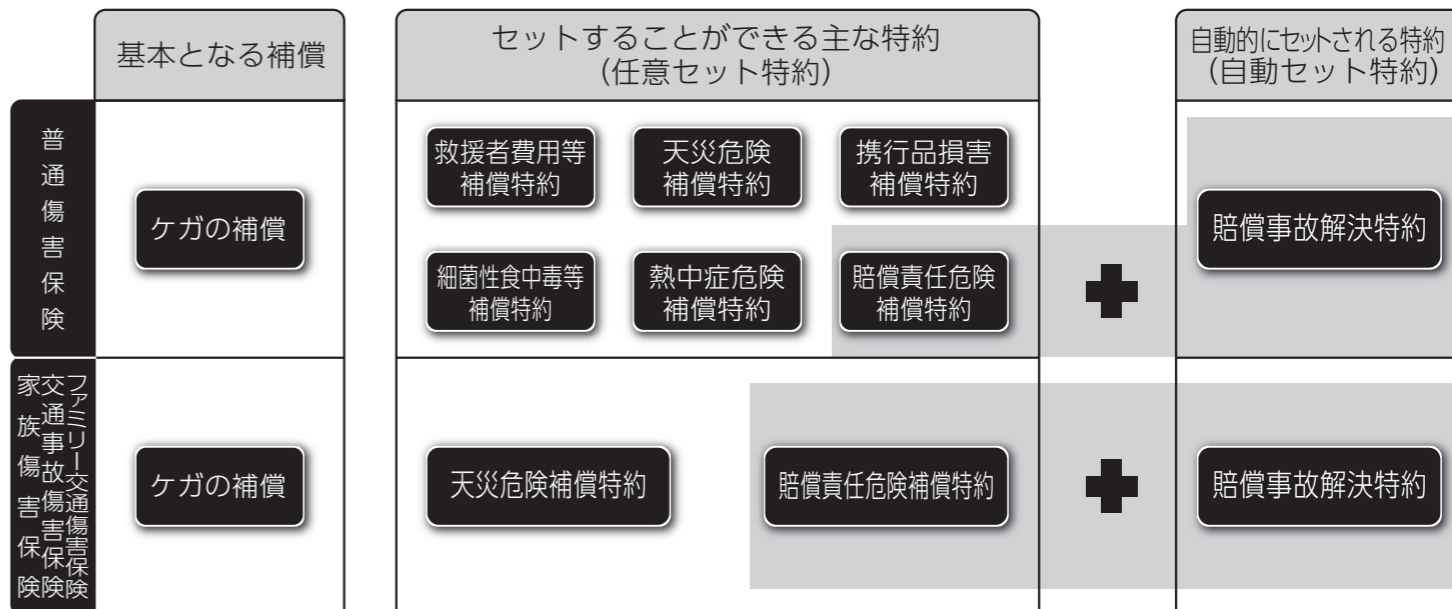 基本となる補償
セットすることができる主な特約
（任意セット特約）
自動的にセットされる特約
（自動セット特約）
普通傷害保険
ケガの補償
救援者費用等
補償特約
天災危険
補償特約
携行品損害
補償特約
細菌性食中毒等
補償特約
熱中症危険
補償特約
賠償責任危険
補償特約
賠償事故解決特約
家族傷害保険
交通事故傷害保険
ファミリー交通傷害保険
ケガの補償
天災危険補償特約
賠償責任危険補償特約
賠償事故解決特約